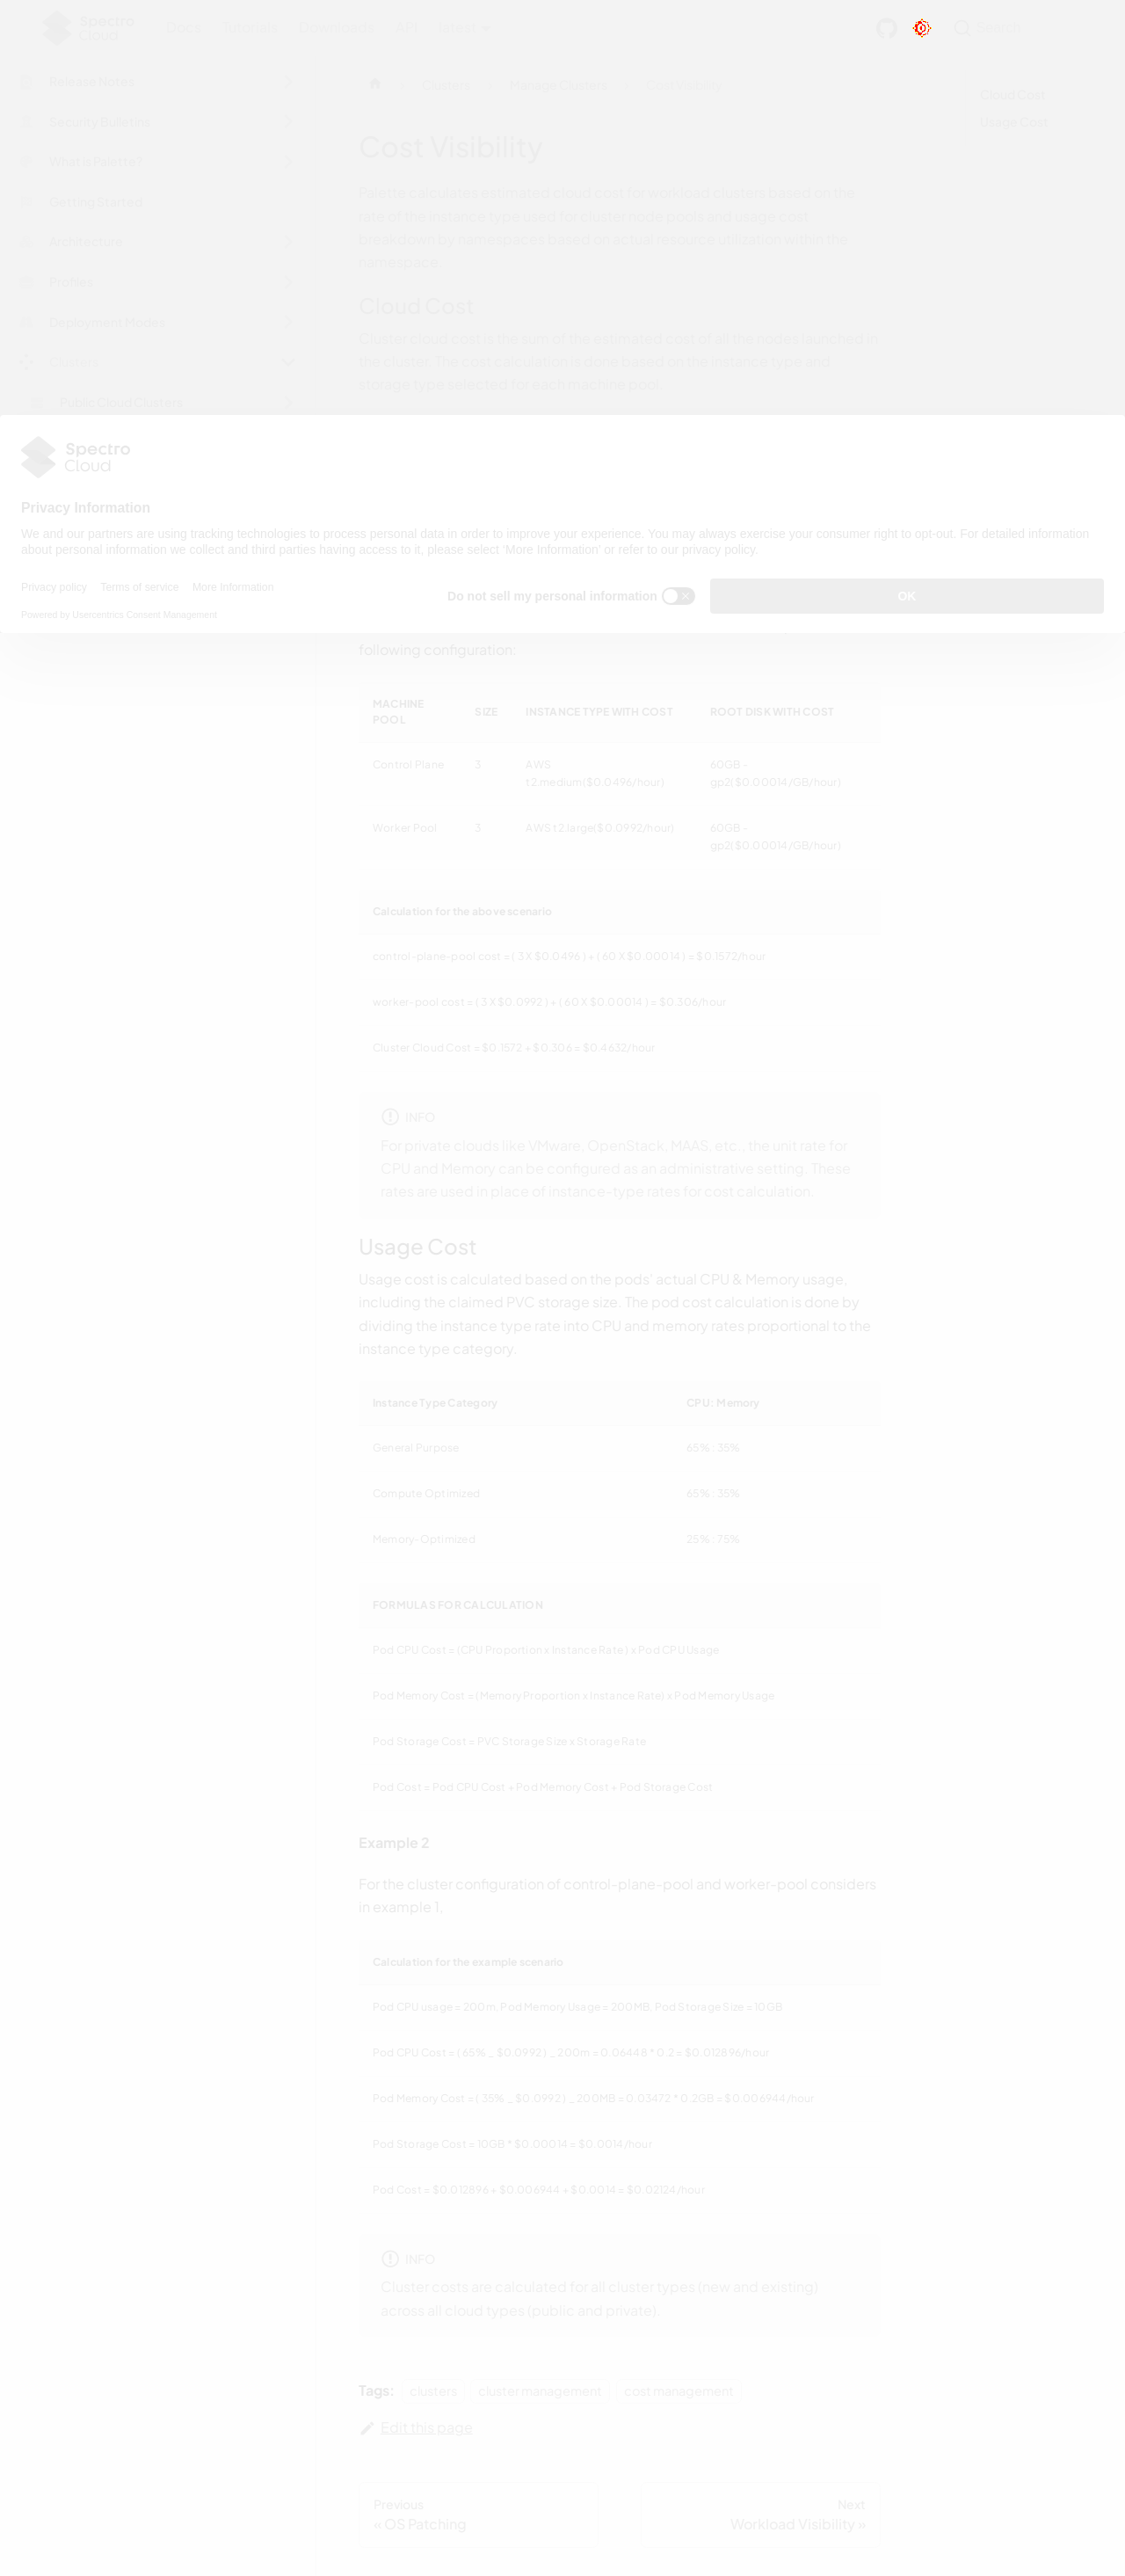 Spectro
Cloud
Docs Tutorials Downloads API
Search
Release Notes
Security Bulletins
What is Palette?
Getting Started
Architecture
Profiles
Deployment Modes
Clusters
Public Cloud Clusters
Clusters Manage Clusters Cost Visibility
Cloud Cost
Usage Cost
Cost Visibility
Palette calculates estimated cloud cost for workload clusters based on the
rate of the instance type used for cluster node pools and usage cost
breakdown by namespaces based on actual resource utilization within the
namespace.
Cloud Cost
Cluster cloud cost is the sum of the estimated cost of all the nodes launched in
the cluster. The cost calculation is done based on the instance type and
storage type selected for each machine pool.
Spectro
Cloud
Privacy Information
We and our partners are using tracking technologies to process personal data in order to improve your experience. You may always exercise your consumer right to opt-out. For detailed information
about personal information we collect and third parties having access to it, please select 'More Information' or refer to our privacy policy.
Privacy policy Terms of service More Information
Powered by Usercentrics Consent Management
Do not sell my personal information
OK
following configuration:
MACHINE
POOL SIZE INSTANCE TYPE WITH COST ROOT DISK WITH COST
Control Plane 3 AWS
t2.medium($0.0496/hour) 60GB -
gp2($0.00014/GB/hour)
Worker Pool 3 AWS t2.large($0.0992/hour) 60GB -
gp2($0.00014/GB/hour)
Calculation for the above scenario
control-plane-pool cost = ( 3 X $0.0496 ) + ( 60 X $0.00014 ) = $0.1572/hour
worker-pool cost = ( 3 X $0.0992 ) + ( 60 X $0.00014 ) = $0.306/hour
Cluster Cloud Cost = $0.1572 + $0.306 = $0.4632/hour
INFO
For private clouds like VMware, OpenStack, MAAS, etc., the unit rate for
CPU and Memory can be configured as an administrative setting. These
rates are used in place of instance-type rates for cost calculation.
Usage Cost
Usage cost is calculated based on the pods' actual CPU & Memory usage,
including the claimed PVC storage size. The pod cost calculation is done by
dividing the instance type rate into CPU and memory rates proportional to the
instance type category.
Instance Type Category CPU: Memory
General Purpose 65% : 35%
Compute Optimized 65% : 35%
Memory-Optimized 25% : 75%
FORMULAS FOR CALCULATION
Pod CPU Cost = (CPU Proportion x Instance Rate ) x Pod CPU Usage
Pod Memory Cost = (Memory Proportion x Instance Rate) x Pod Memory Usage
Pod Storage Cost = PVC Storage Size x Storage Rate
Pod Cost = Pod CPU Cost + Pod Memory Cost + Pod Storage Cost
Example 2
For the cluster configuration of control-plane-pool and worker-pool considers
in example 1,
Calculation for the example scenario
Pod CPU usage = 200m, Pod Memory Usage = 200MB, Pod Storage Size = 10GB
Pod CPU Cost = ( 65% _ $0.0992 ) _ 200m = 0.06448 * 0.2 = $0.012896/hour
Pod Memory Cost = ( 35% _ $0.0992 ) _ 200MB = 0.03472 * 0.2GB = $0.006944/hour
Pod Storage Cost = 10GB * $0.00014 = $0.0014/hour
Pod Cost = $0.012896 + $0.006944 + $0.0014 = $0.02124/hour
INFO
Cluster costs are calculated for all cluster types (new and existing)
across all cloud types (public and private)
Tags: clusters cluster management cost management
Edit this page
Previous
« OS Patching
Next
Workload Visibility »